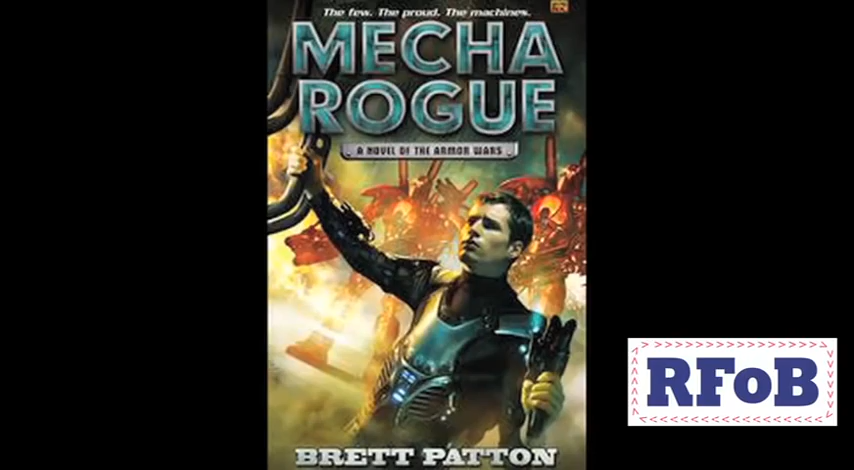 The few. The proud. The machines.
MECHA
ROGUE
A NOVEL OF THE ARMOR WARS
BRETT PATTON
RFoB